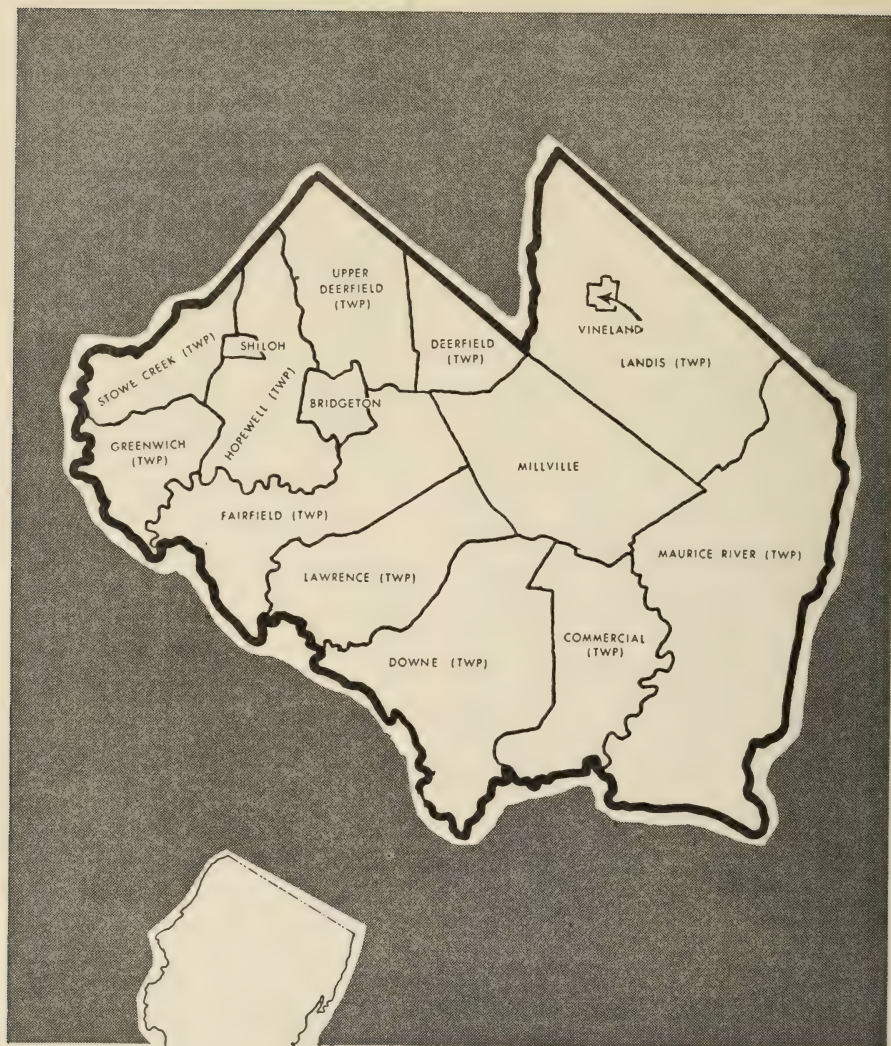 UPPER
DEERFIELD
(TWP)
VINELAND
LANDIS (TWP)
SHILOH
DEERFIELD
(TWP)
STOWE CREEK (TWP)
HOPEWELL (TWP)
BRIDGETON
GREENWICH
(TWP)
MILLVILLE
FAIRFIELD (TWP)
MAURICE RIVER (TWP)
LAWRENCE (TWP)
COMMERCIAL
(TWP)
DOWNE (TWP)